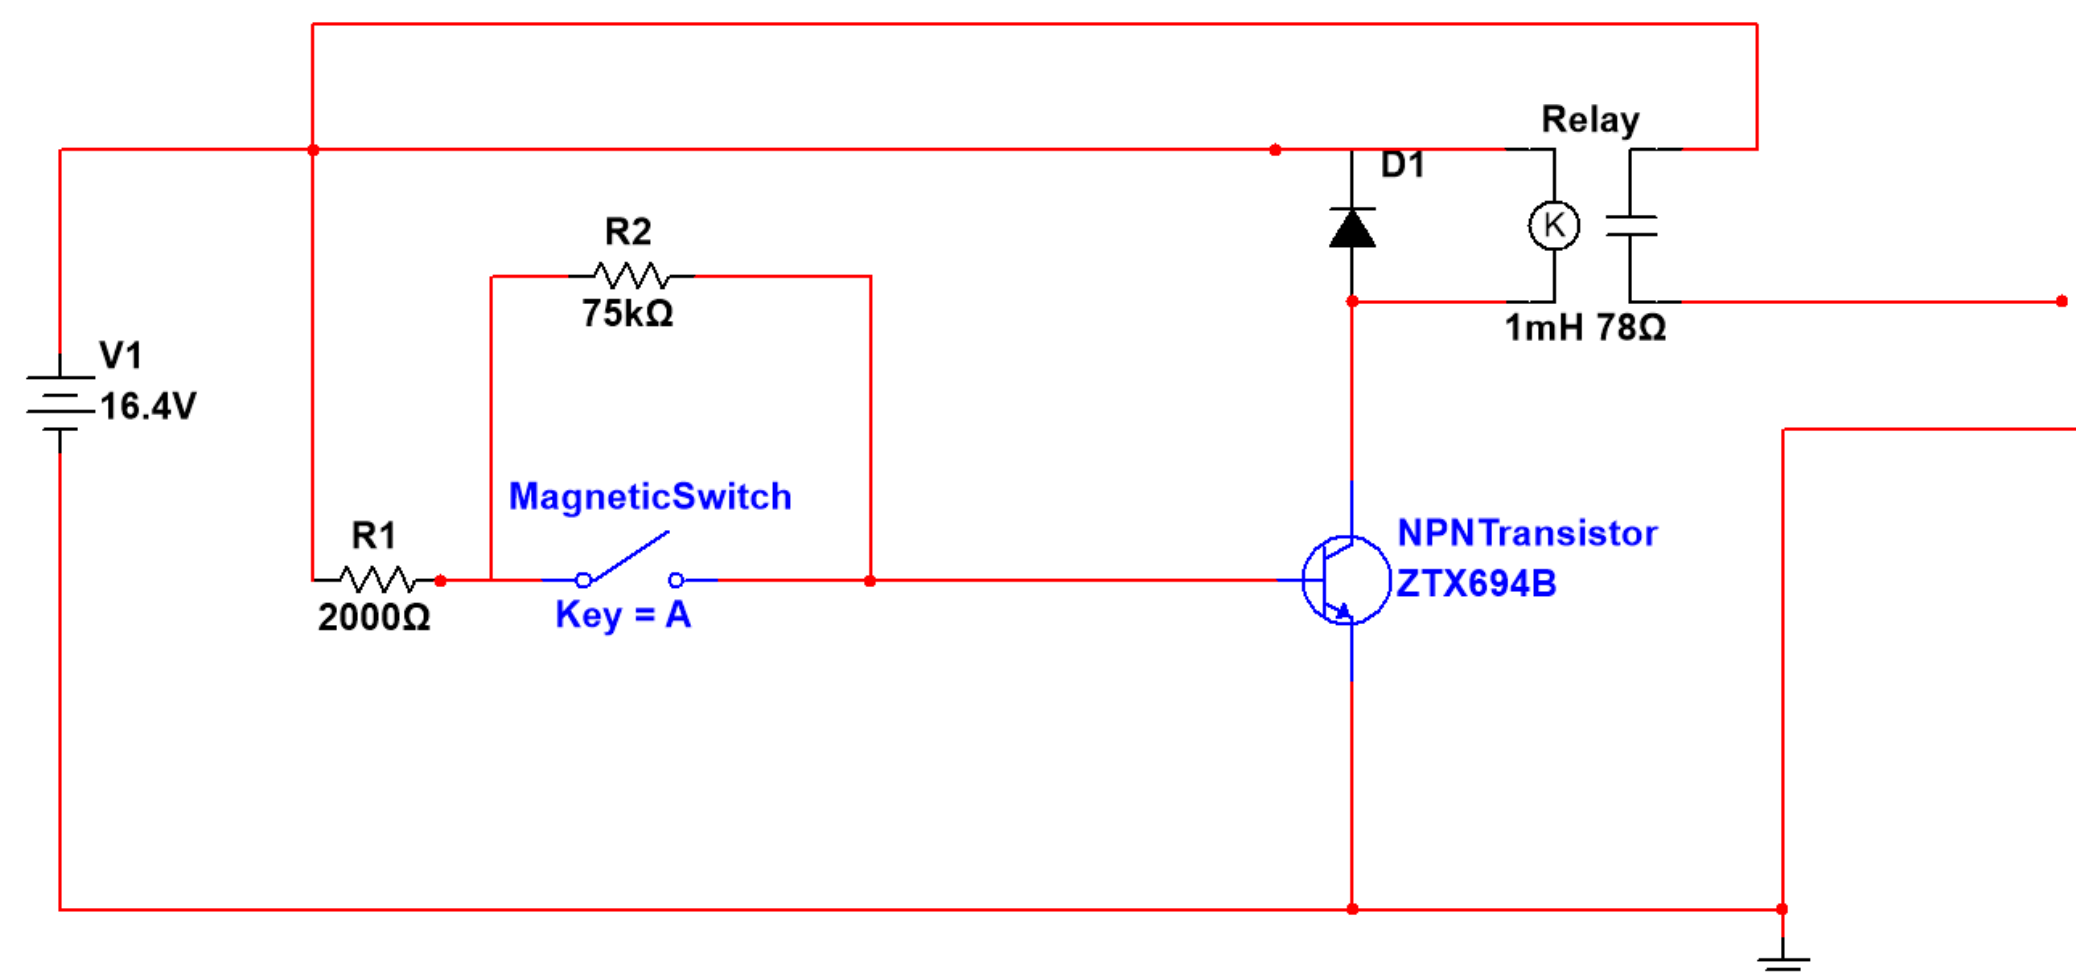 Relay
D1
K
R2
75kΩ
1mH 78Ω
V1
16.4V
MagneticSwitch
NPNTransistor
R1
ZTX694B
2000Ω
Key = A